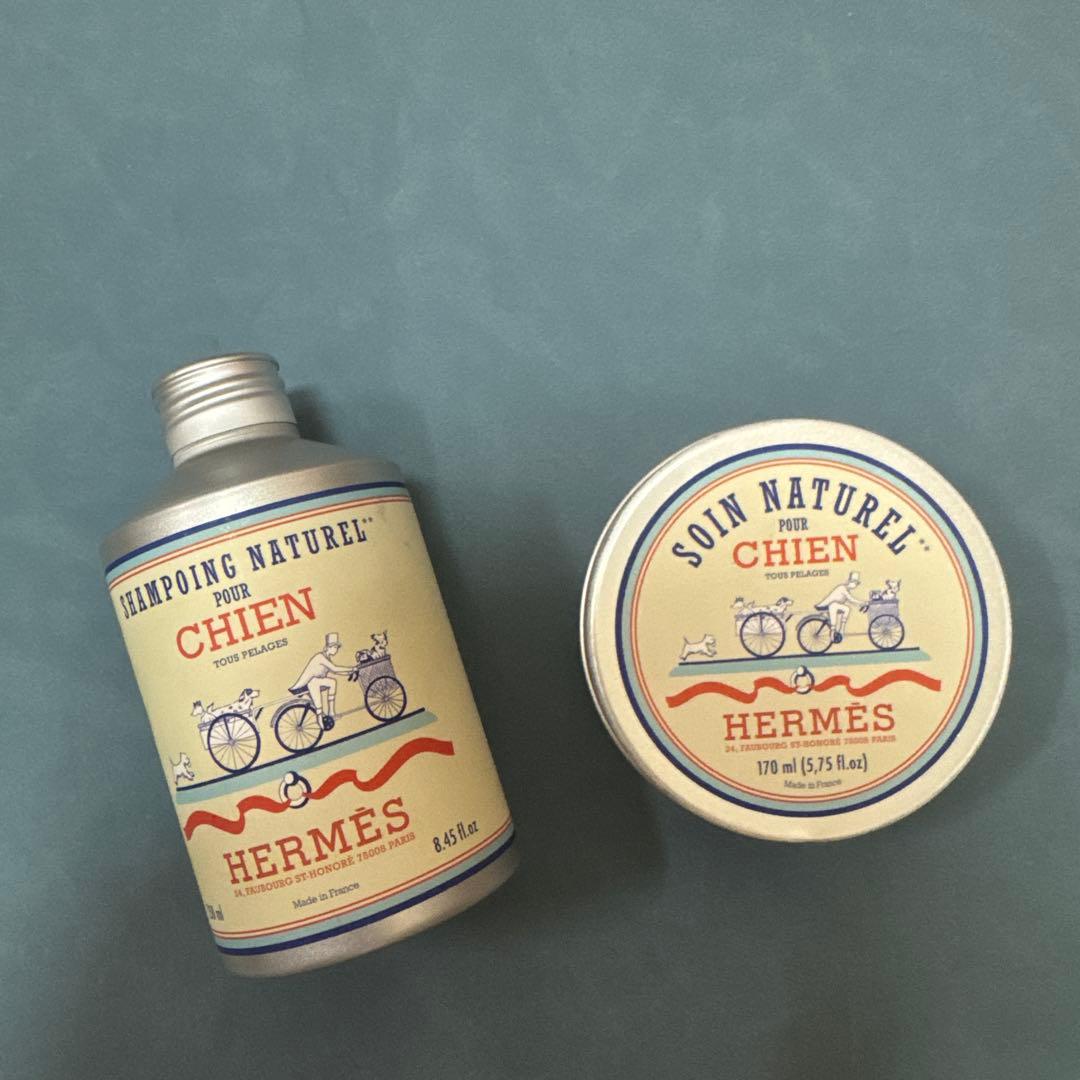 SHAMPOING NATUREL**
POUR
CHIEN
TOUS PELAGES
HERMĒS
24, FAUBOURG ST-HONORÉ 75008 PARIS
8.45 fl.oz
Made in France
SOIN NATUREL**
POUR
CHIEN
TOUS PELAGES
HERMĒS
24, FAUBOURG ST-HONORÉ 75008 PARIS
170 ml (5,75 fl.oz)
Made in France